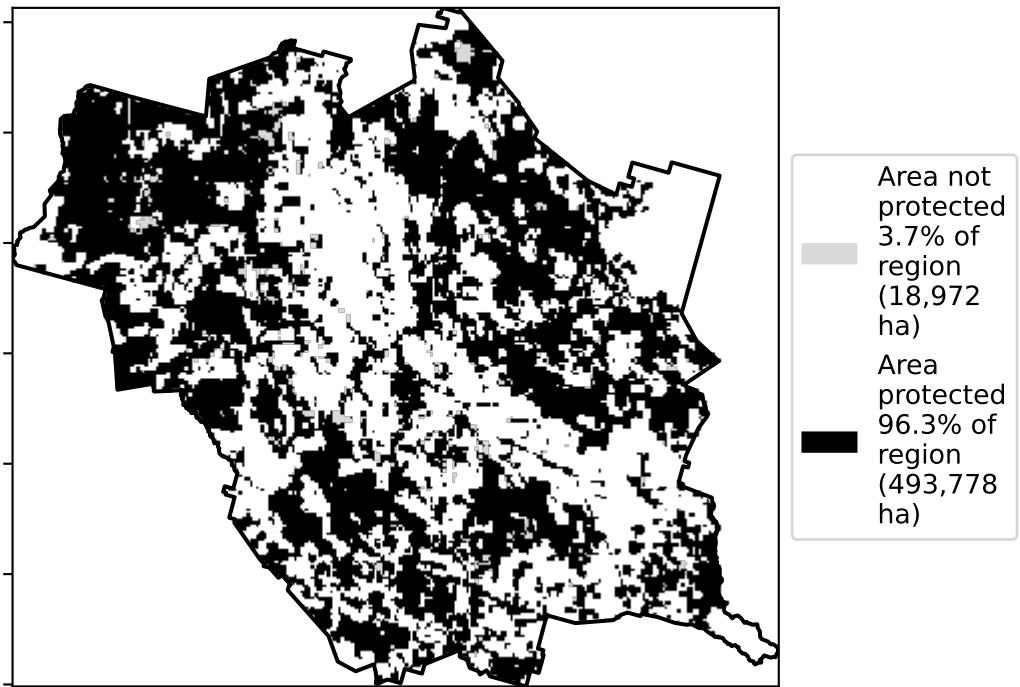 Area not
protected
3.7% of
region
(18,972
ha)
Area
protected
96.3% of
region
(493,778
ha)